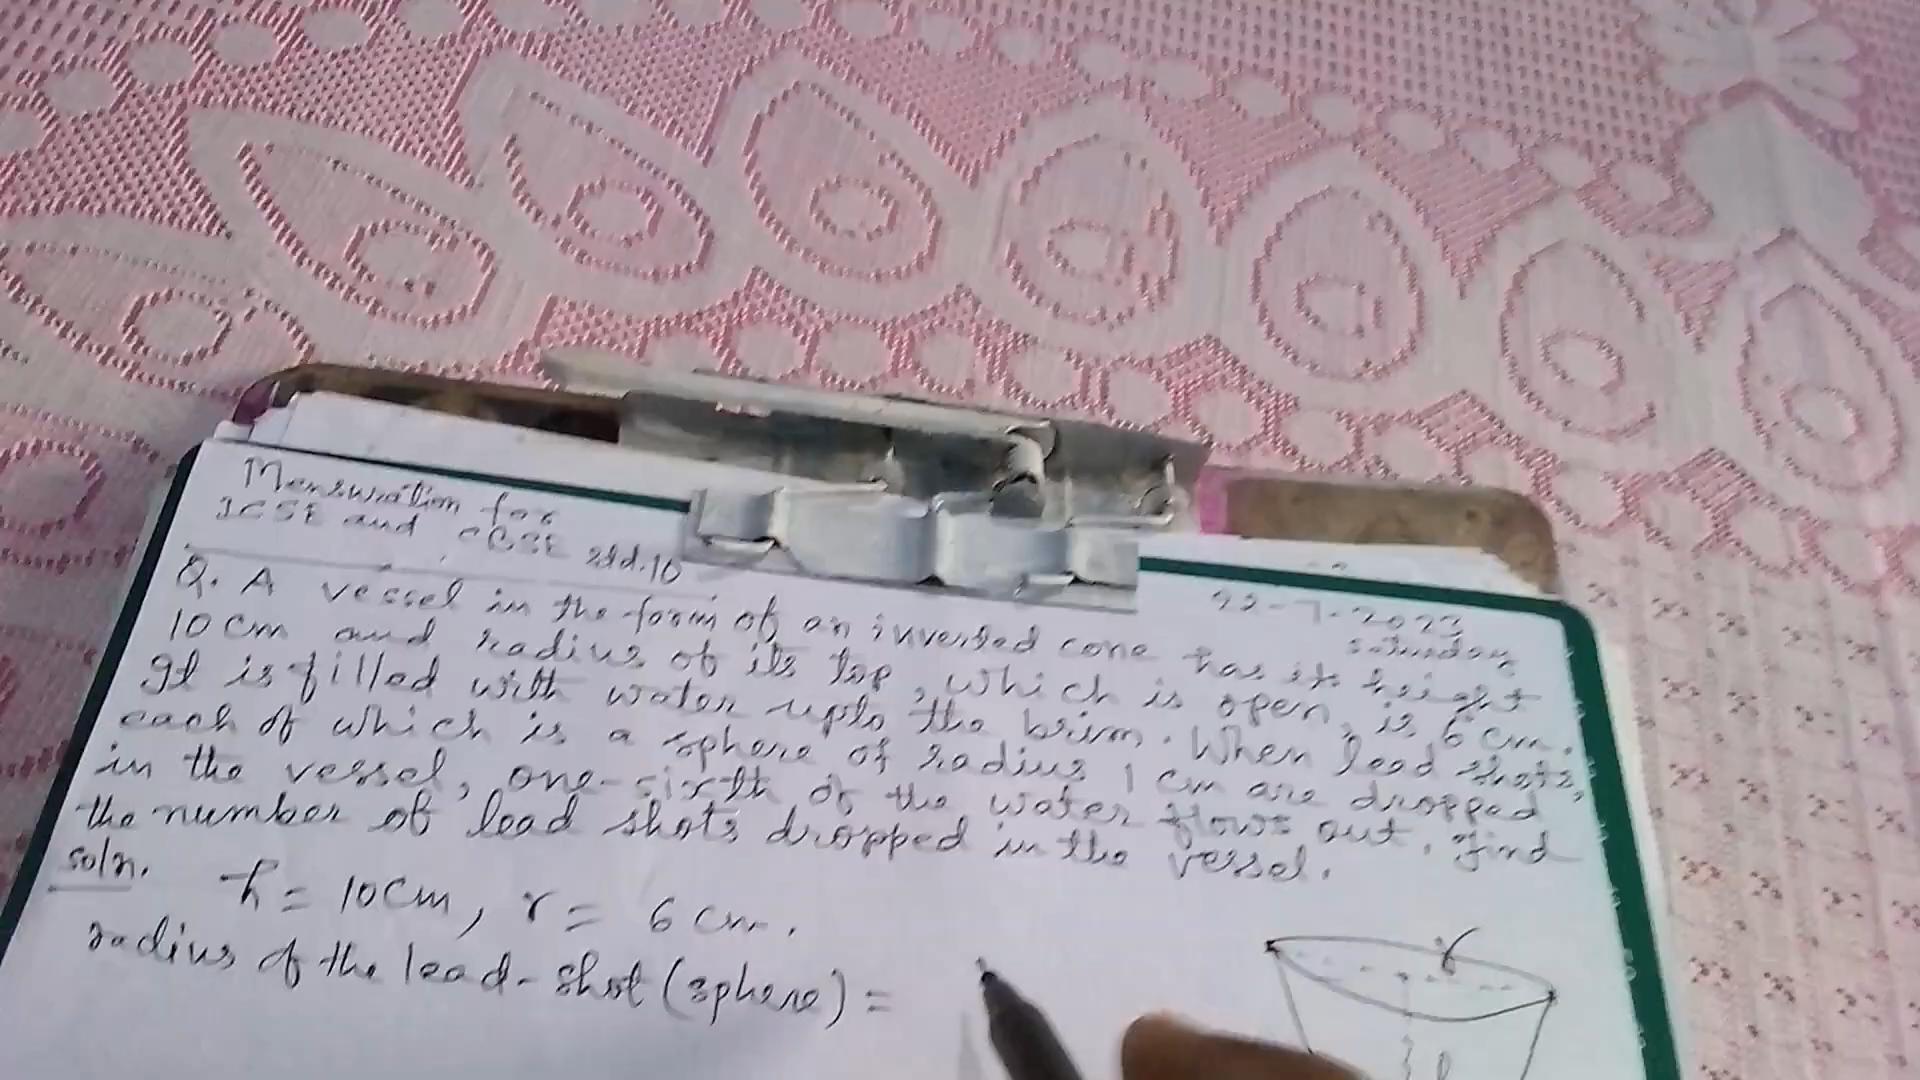 Mensuration for
ICSE and CBSE std.10
22-7-2023
Saturday
Q. A vessel in the form of an inverted cone has its height
10 cm and radius of its top, which is open, is 6 cm.
It is filled with water upto the brim. When lead shots,
each of which is a sphere of radius 1 cm are dropped
in the vessel, one-sixth of the water flows out, find
the number of lead shots dropped in the vessel.
soln. h = 10cm, r = 6 cm.
radius of the lead-shot (sphere) =
r
h